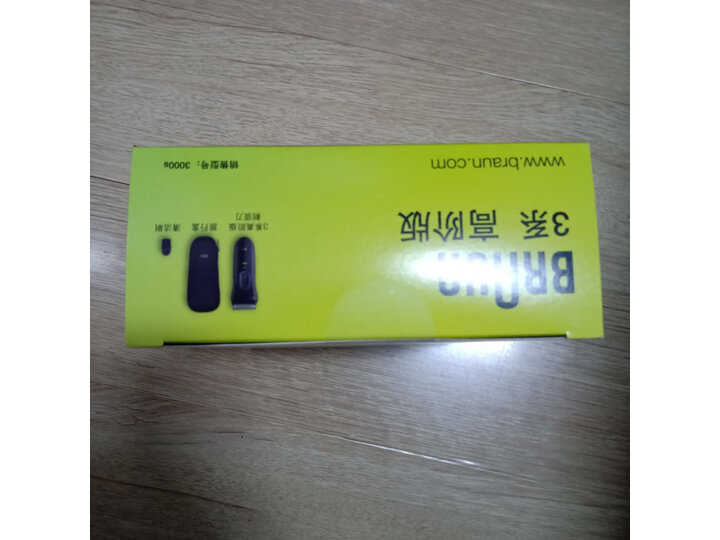 BRAUN
3系 高阶版
www.braun.com
3系高阶版
剃须刀
旅行盒
清洁刷
销售型号：3000s